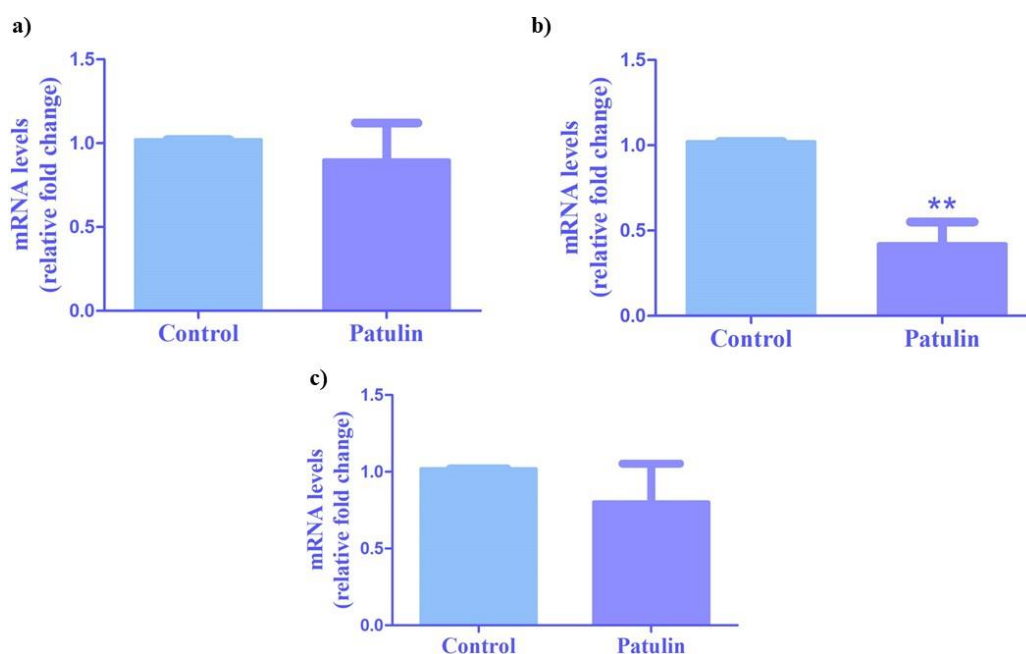 a)
mRNA levels
(relative fold change)
1.5
1.0
0.5
0.0
Control
Patulin
b)
mRNA levels
(relative fold change)
1.5
1.0
0.5
0.0
**
Control
Patulin
c)
mRNA levels
(relative fold change)
1.5
1.0
0.5
0.0
Control
Patulin